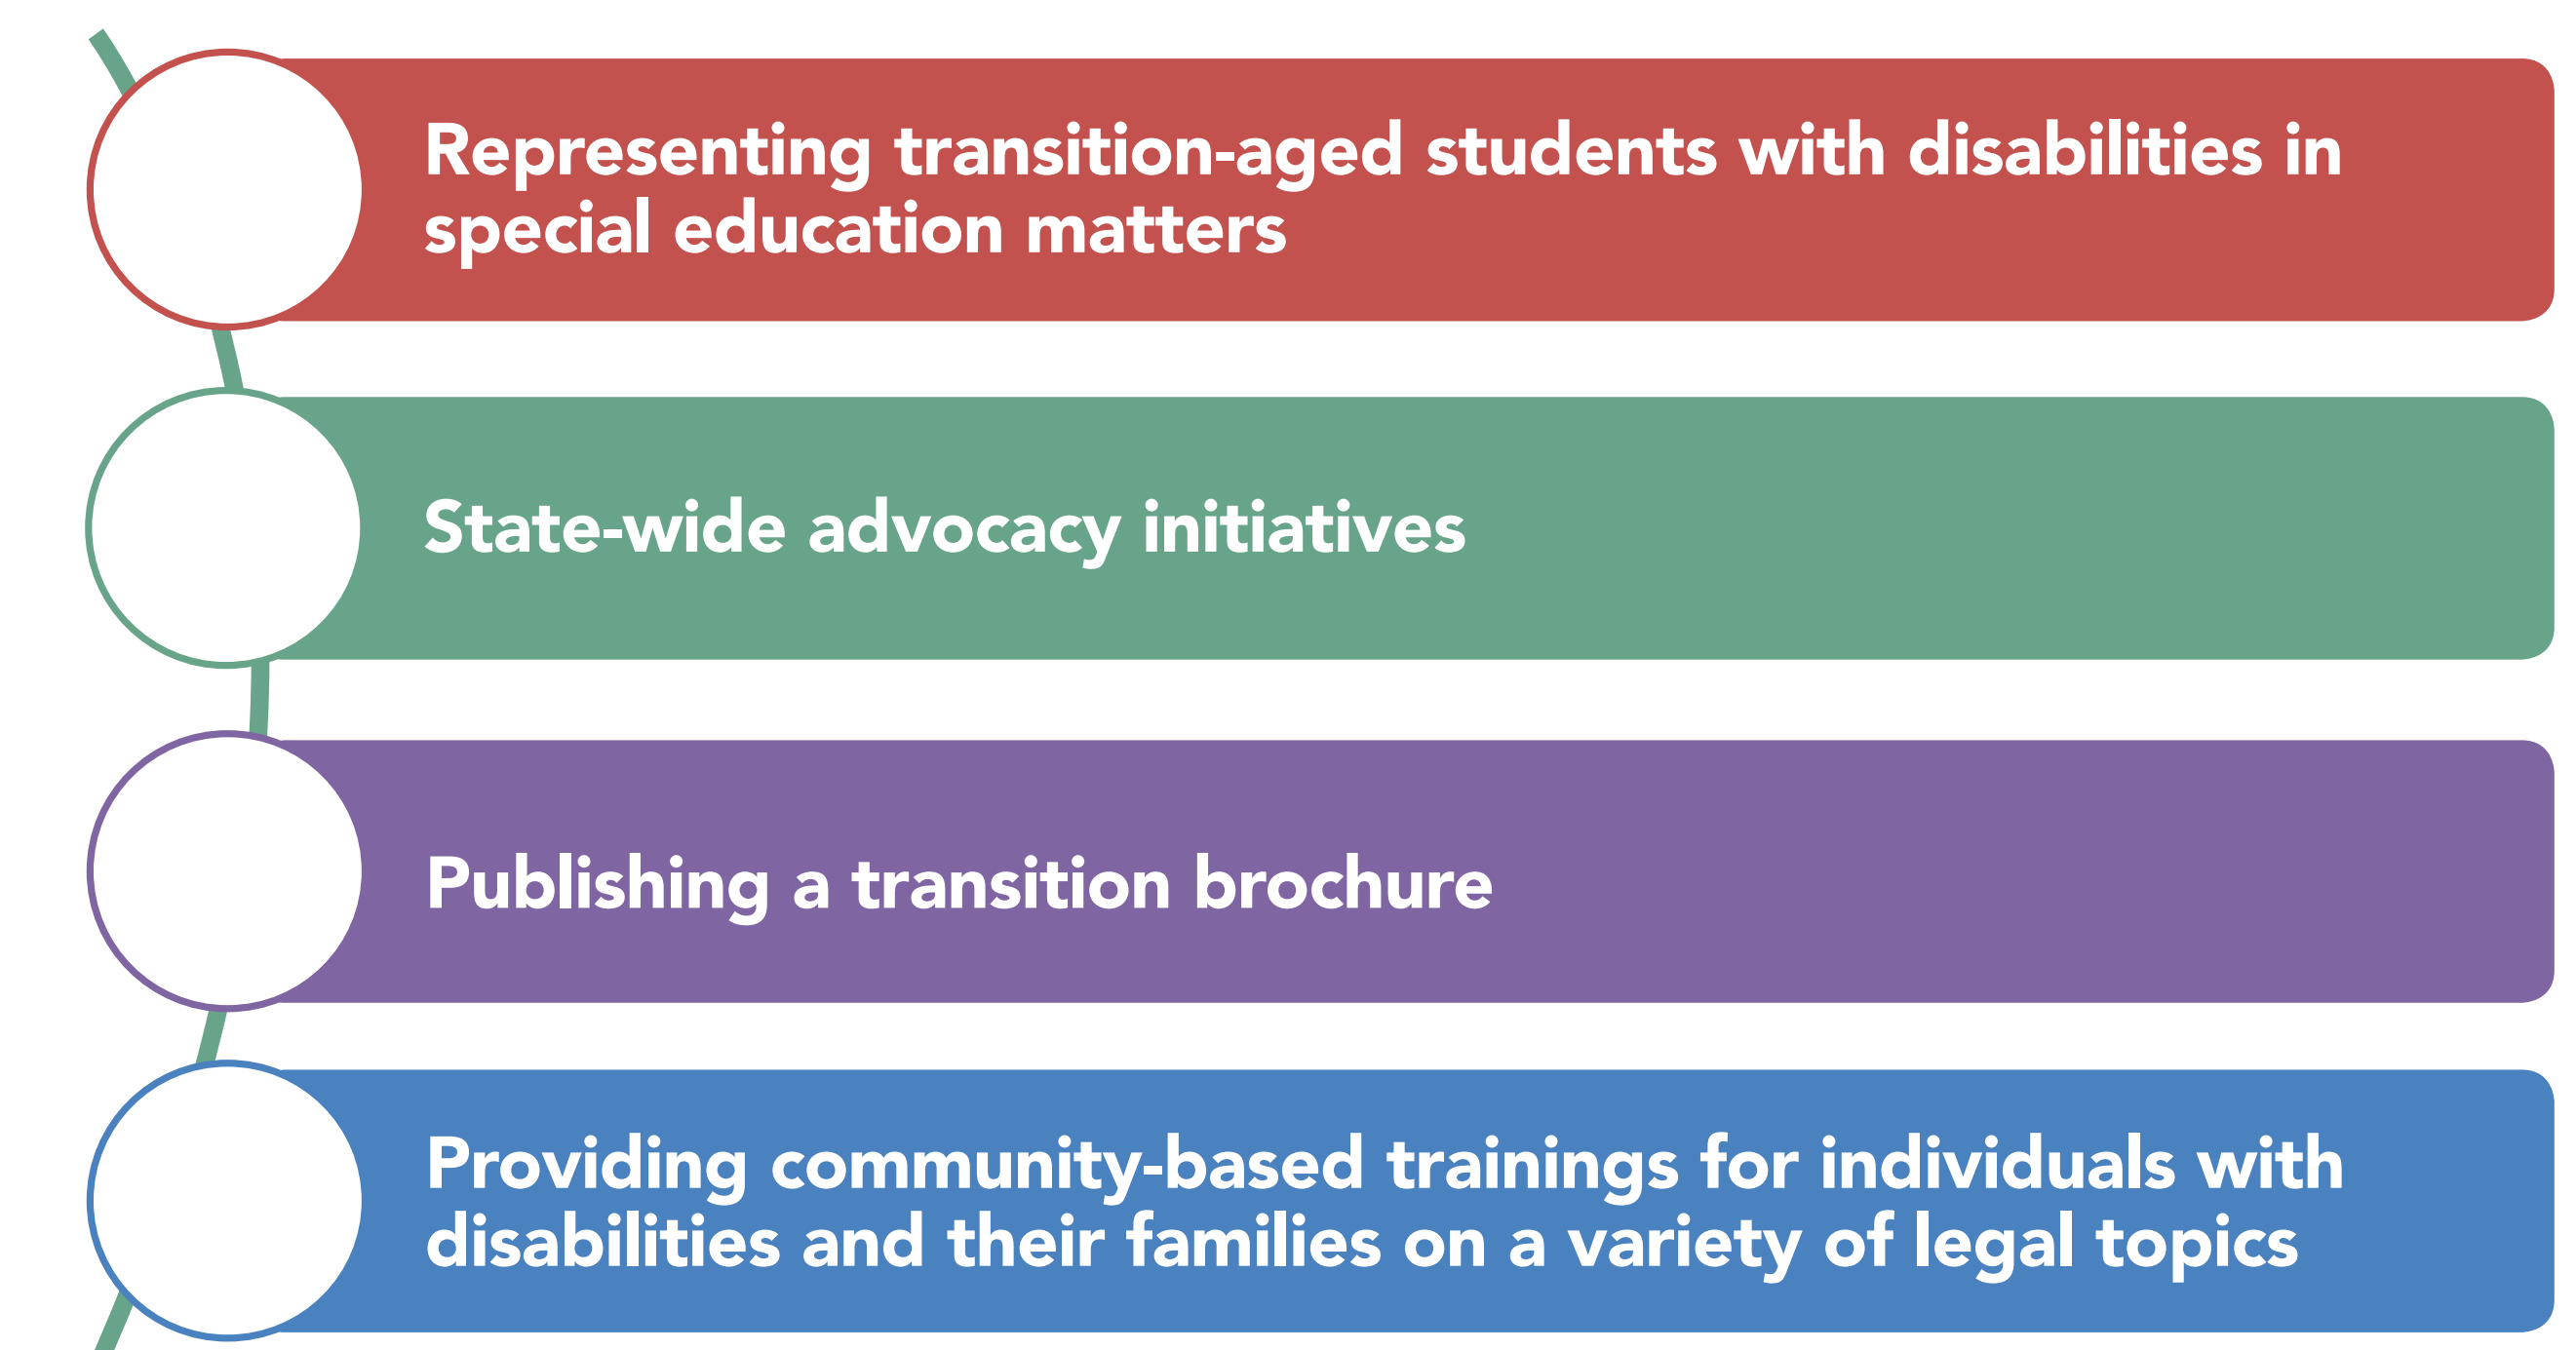 Representing transition-aged students with disabilities in
special education matters
State-wide advocacy initiatives
Publishing a transition brochure
Providing community-based trainings for individuals with
disabilities and their families on a variety of legal topics